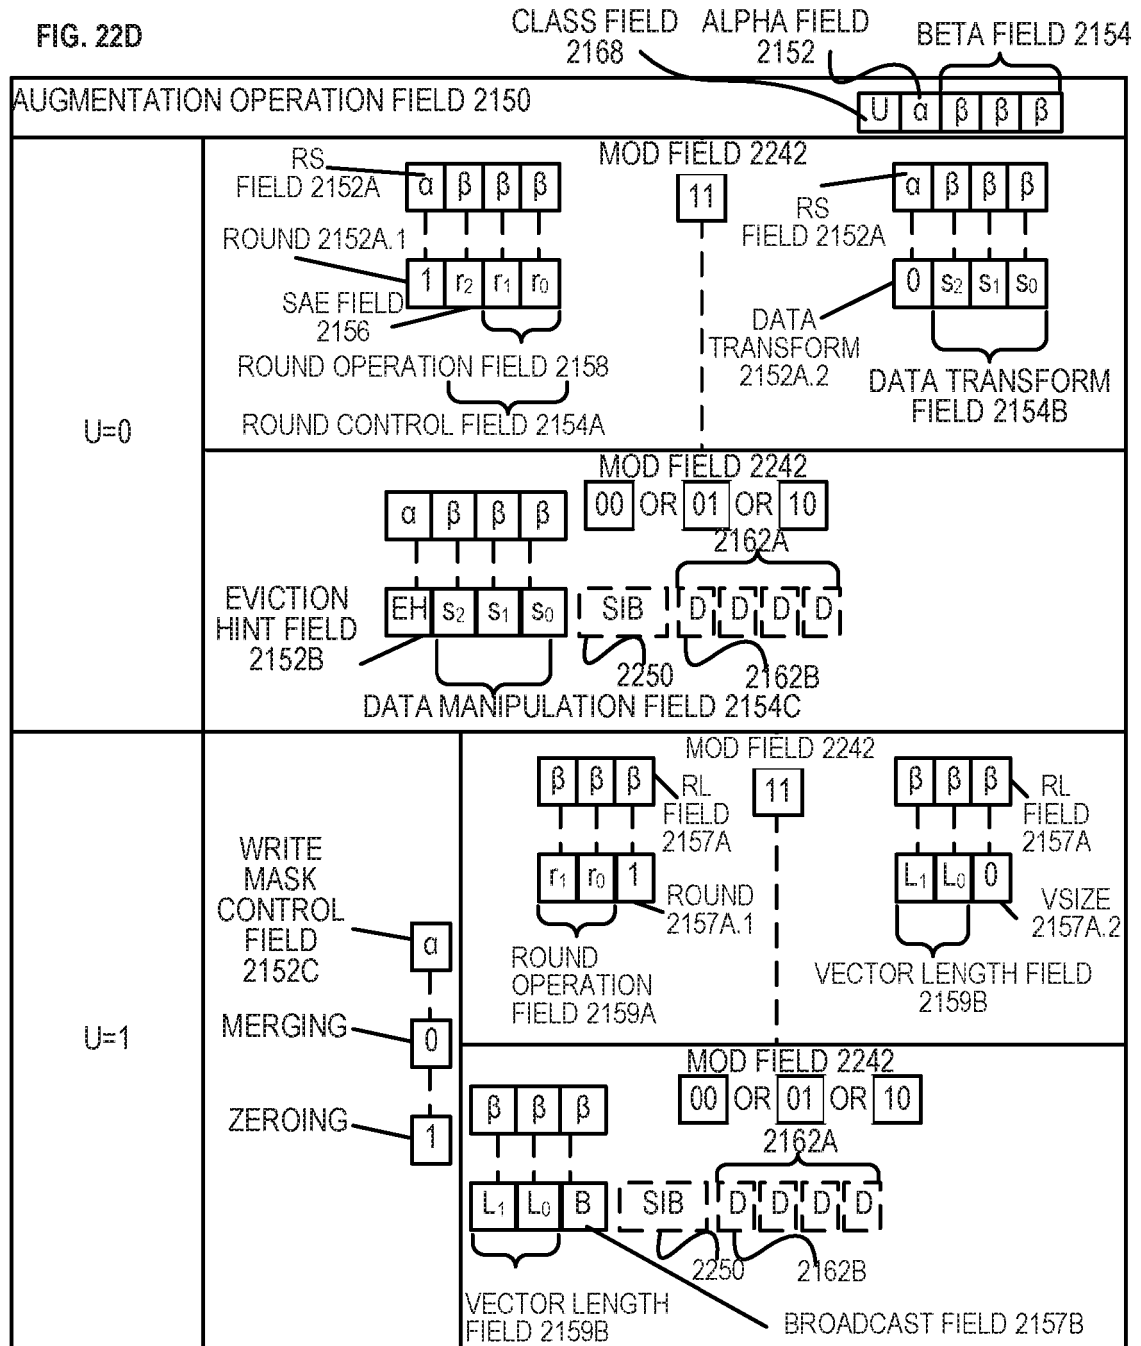 FIG. 22D
CLASS FIELD 2168
ALPHA FIELD 2152
BETA FIELD 2154
AUGMENTATION OPERATION FIELD 2150
U α β β β
U=0
MOD FIELD 2242
11
RS FIELD 2152A
α β β β
ROUND 2152A.1
1 r2 r1 r0
SAE FIELD 2156
ROUND OPERATION FIELD 2158
ROUND CONTROL FIELD 2154A
RS FIELD 2152A
α β β β
0 s2 s1 s0
DATA TRANSFORM 2152A.2
DATA TRANSFORM FIELD 2154B
MOD FIELD 2242
00 OR 01 OR 10
α β β β
2162A
EVICTION HINT FIELD 2152B
EH s2 s1 s0 SIB D D D D
2250
2162B
DATA MANIPULATION FIELD 2154C
U=1
WRITE MASK CONTROL FIELD 2152C
α
MERGING
0
ZEROING
1
MOD FIELD 2242
11
β β β
RL FIELD 2157A
r1 r0 1
ROUND 2157A.1
ROUND OPERATION FIELD 2159A
β β β
RL FIELD 2157A
L1 L0 0
VSIZE 2157A.2
VECTOR LENGTH FIELD 2159B
MOD FIELD 2242
00 OR 01 OR 10
β β β
2162A
L1 L0 B SIB D D D D
2250
2162B
VECTOR LENGTH FIELD 2159B
BROADCAST FIELD 2157B